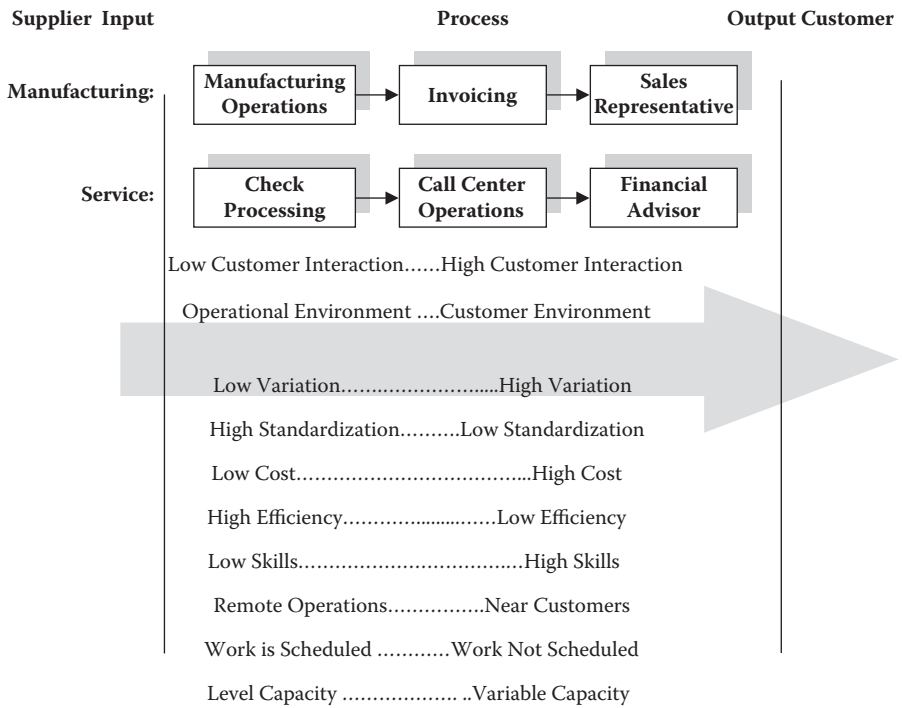 Supplier Input Process Output Customer
Manufacturing: Manufacturing Operations Invoicing Sales Representative
Service: Check Processing Call Center Operations Financial Advisor
Low Customer Interaction......High Customer Interaction
Operational Environment ....Customer Environment
Low Variation..........................High Variation
High Standardization..........Low Standardization
Low Cost.....................................High Cost
High Efficiency..........................Low Efficiency
Low Skills....................................High Skills
Remote Operations................Near Customers
Work is Scheduled ............Work Not Scheduled
Level Capacity ................... ..Variable Capacity